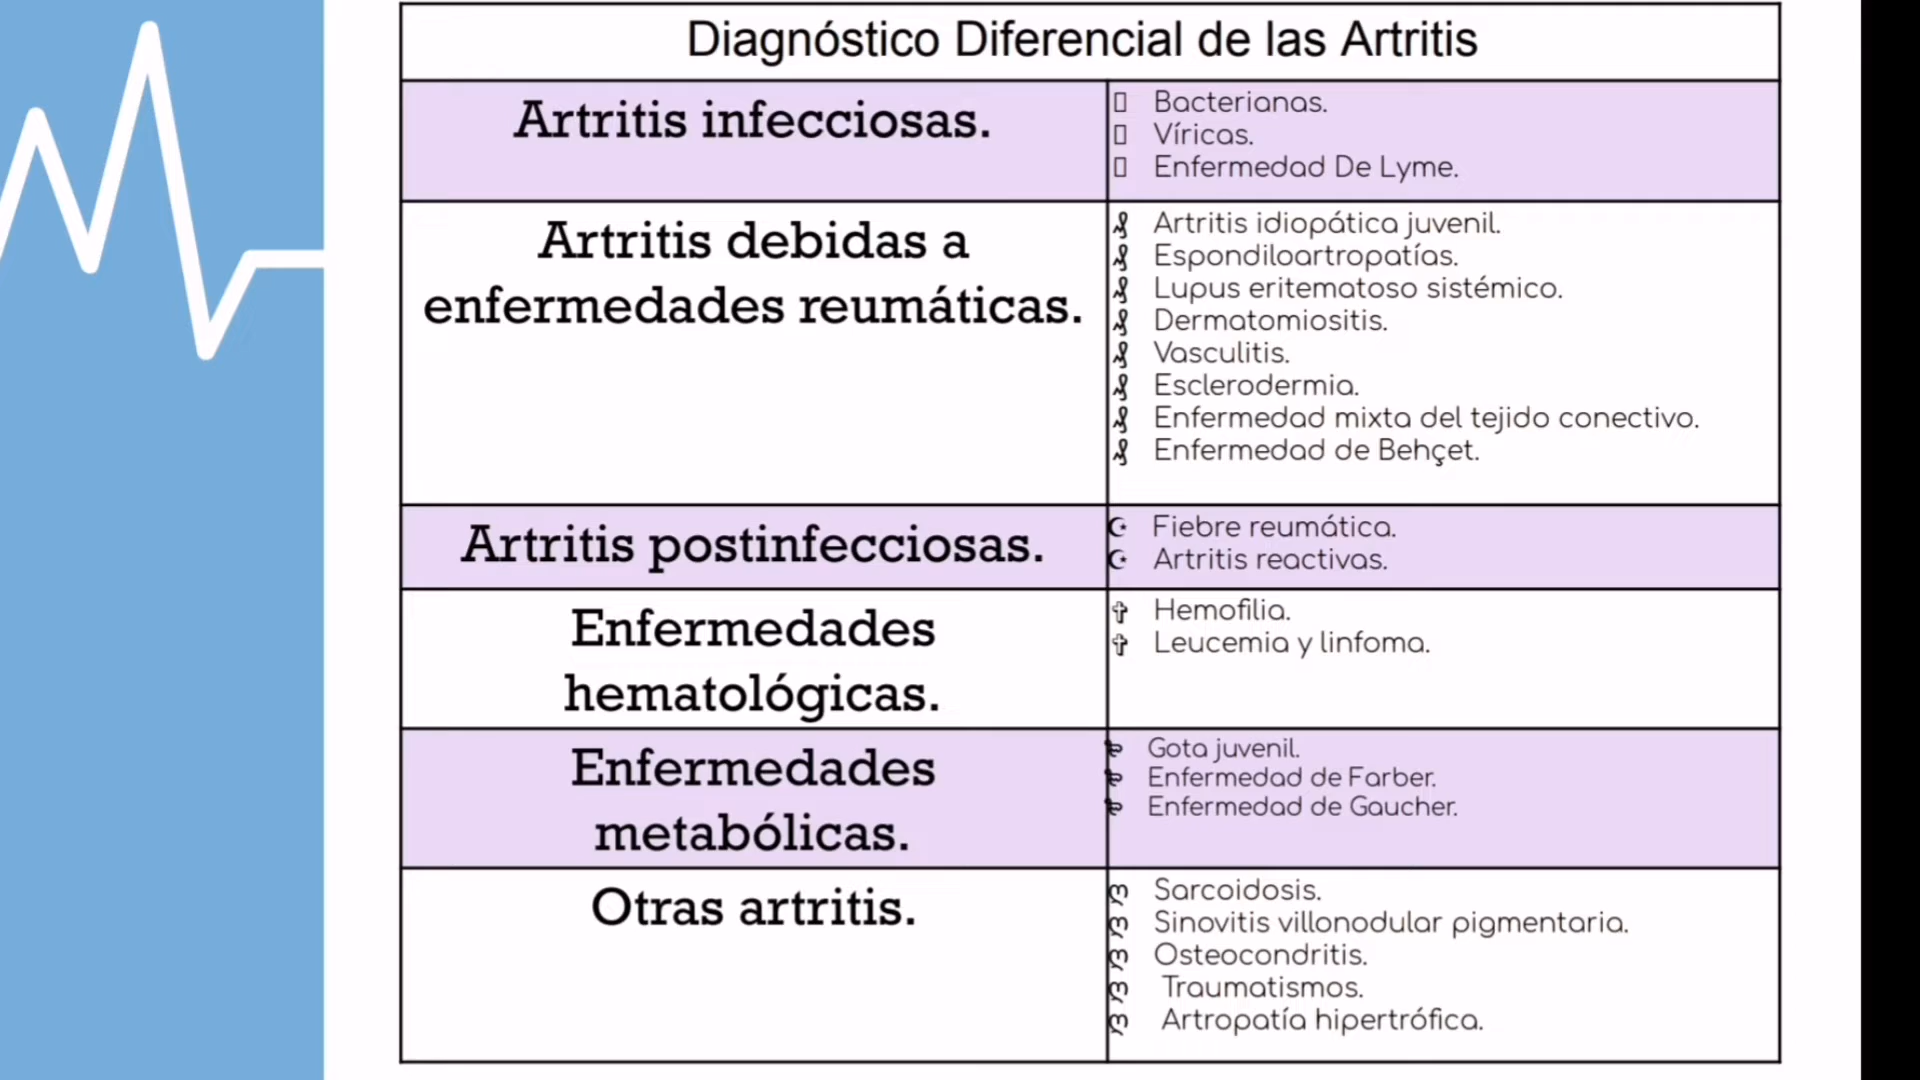 Diagnóstico Diferencial de las Artritis
Artritis infecciosas.
Bacterianas.
Víricas.
Enfermedad De Lyme.
Artritis debidas a
enfermedades reumáticas.
Artritis idiopática juvenil.
Espondiloartropatías.
Lupus eritematoso sistémico.
Dermatomiositis.
Vasculitis.
Esclerodermia.
Enfermedad mixta del tejido conectivo.
Enfermedad de Behçet.
Artritis postinfecciosas.
Fiebre reumática.
Artritis reactivas.
Enfermedades
hematológicas.
Hemofilia.
Leucemia y linfoma.
Enfermedades
metabólicas.
Gota juvenil.
Enfermedad de Farber.
Enfermedad de Gaucher.
Otras artritis.
Sarcoidosis.
Sinovitis villonodular pigmentaria.
Osteocondritis.
Traumatismos.
Artropatía hipertrófica.